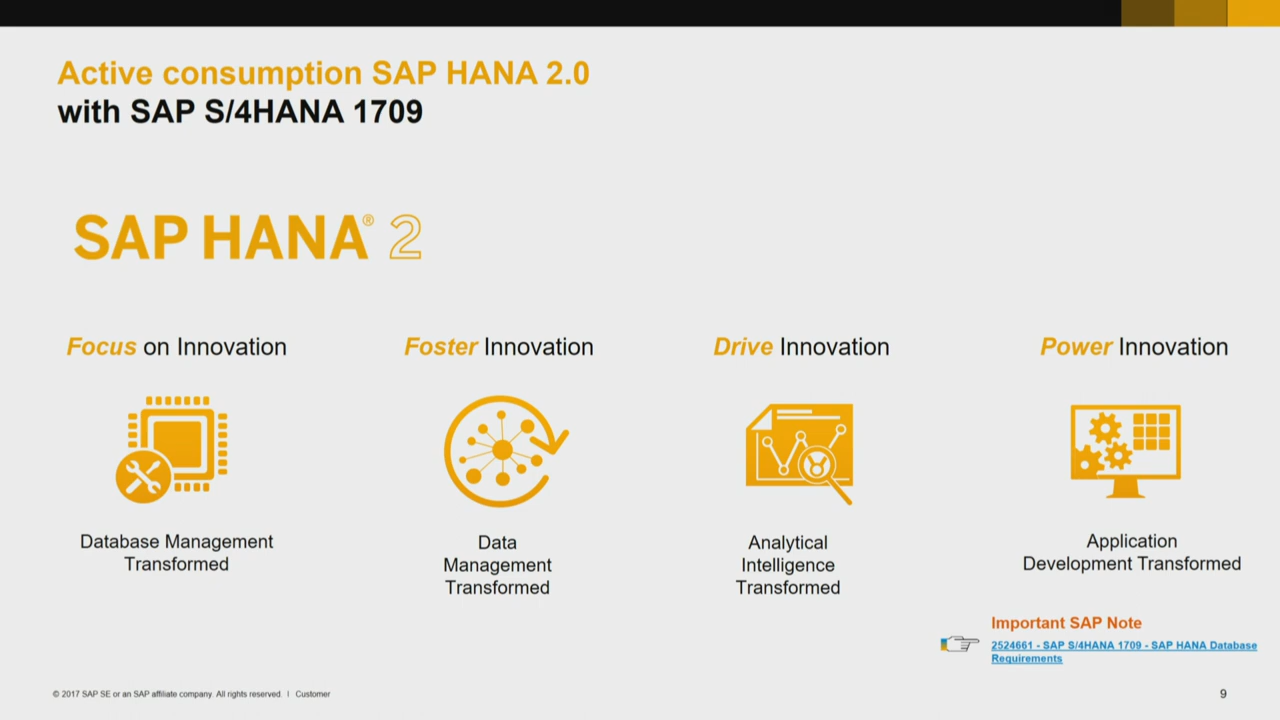 Active consumption SAP HANA 2.0
with SAP S/4HANA 1709
SAP HANA® 2
Focus on Innovation
Foster Innovation
Drive Innovation
Power Innovation
Database Management
Transformed
Data
Management
Transformed
Analytical
Intelligence
Transformed
Application
Development Transformed
Important SAP Note
2524661 - SAP S/4HANA 1709 - SAP HANA Database
Requirements
© 2017 SAP SE or an SAP affiliate company. All rights reserved. | Customer
9